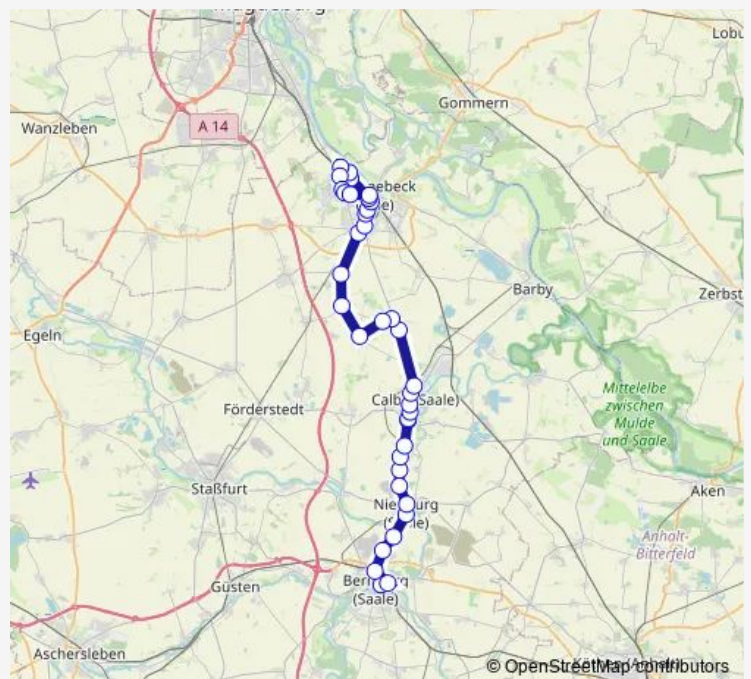 Lobu
Gommern
Wanzleben
A 14
Barby
Zerbst
Egeln
Mittelelbe
zwischen
Mulde
und Saale
Förderstedt
Staßfurt
Aken
Anhalt-
Bitterfeld
Güsten
(Saale)
Aschersleben
© OpenStreetMap contributors